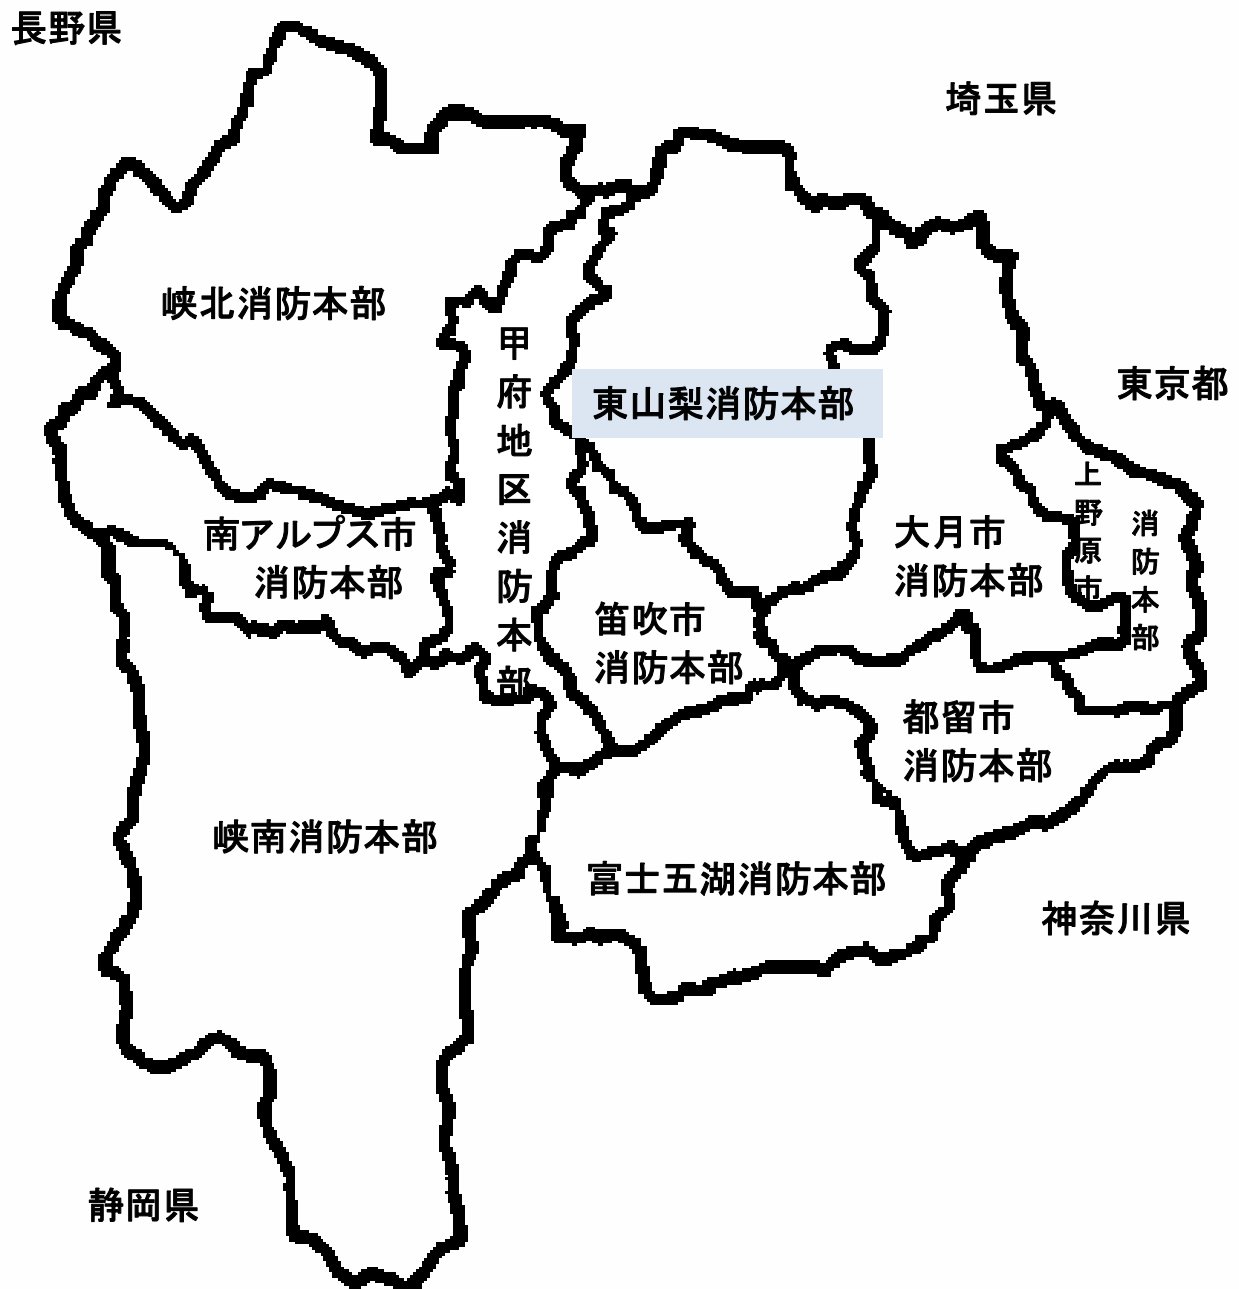 長野県
埼玉県
峡北消防本部
甲府地区消防本部
東山梨消防本部
東京都
上野原市
消防本部
南アルプス市
消防本部
大月市
消防本部
笛吹市
消防本部
都留市
消防本部
峡南消防本部
富士五湖消防本部
神奈川県
静岡県